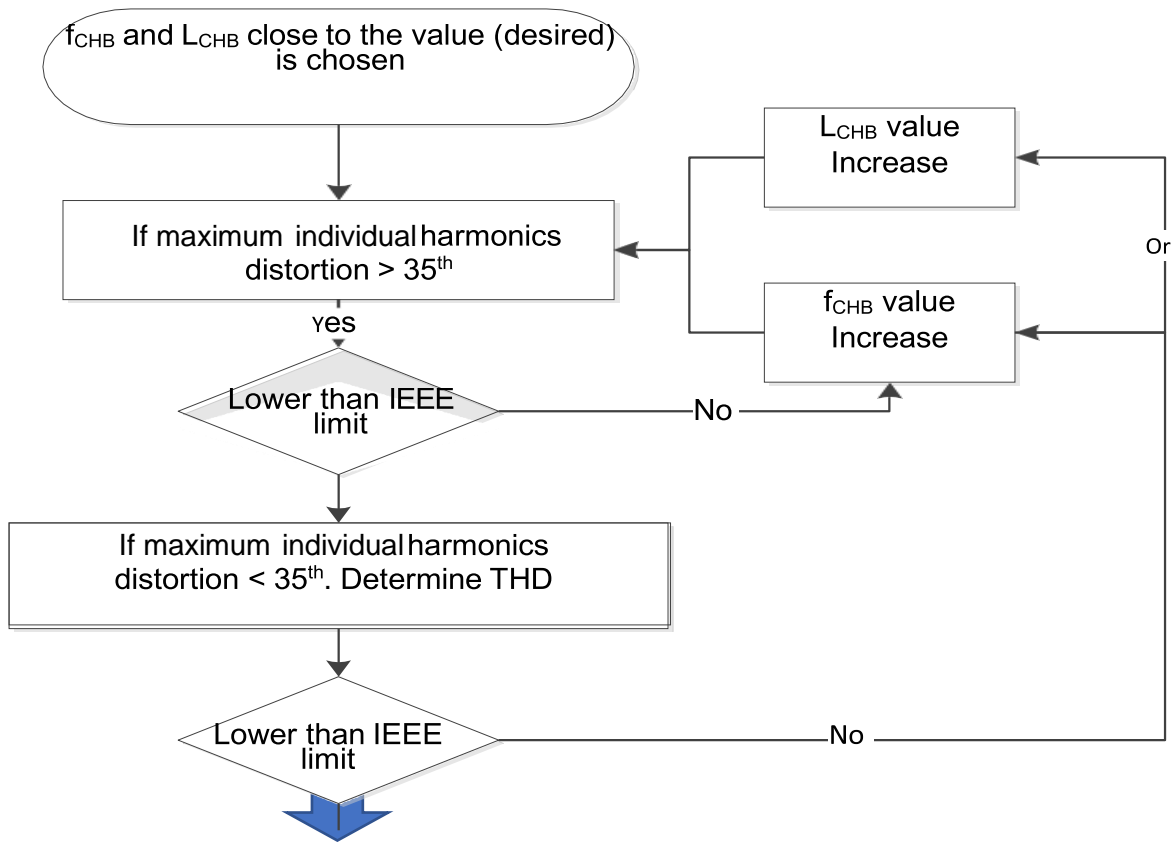 fCHB and LCHB close to the value (desired)
is chosen
LCHB value
Increase
If maximum individual harmonics
distortion > 35th
Or
fCHB value
Increase
Yes
Lower than IEEE
limit
No
If maximum individual harmonics
distortion < 35th. Determine THD
Lower than IEEE
limit
No